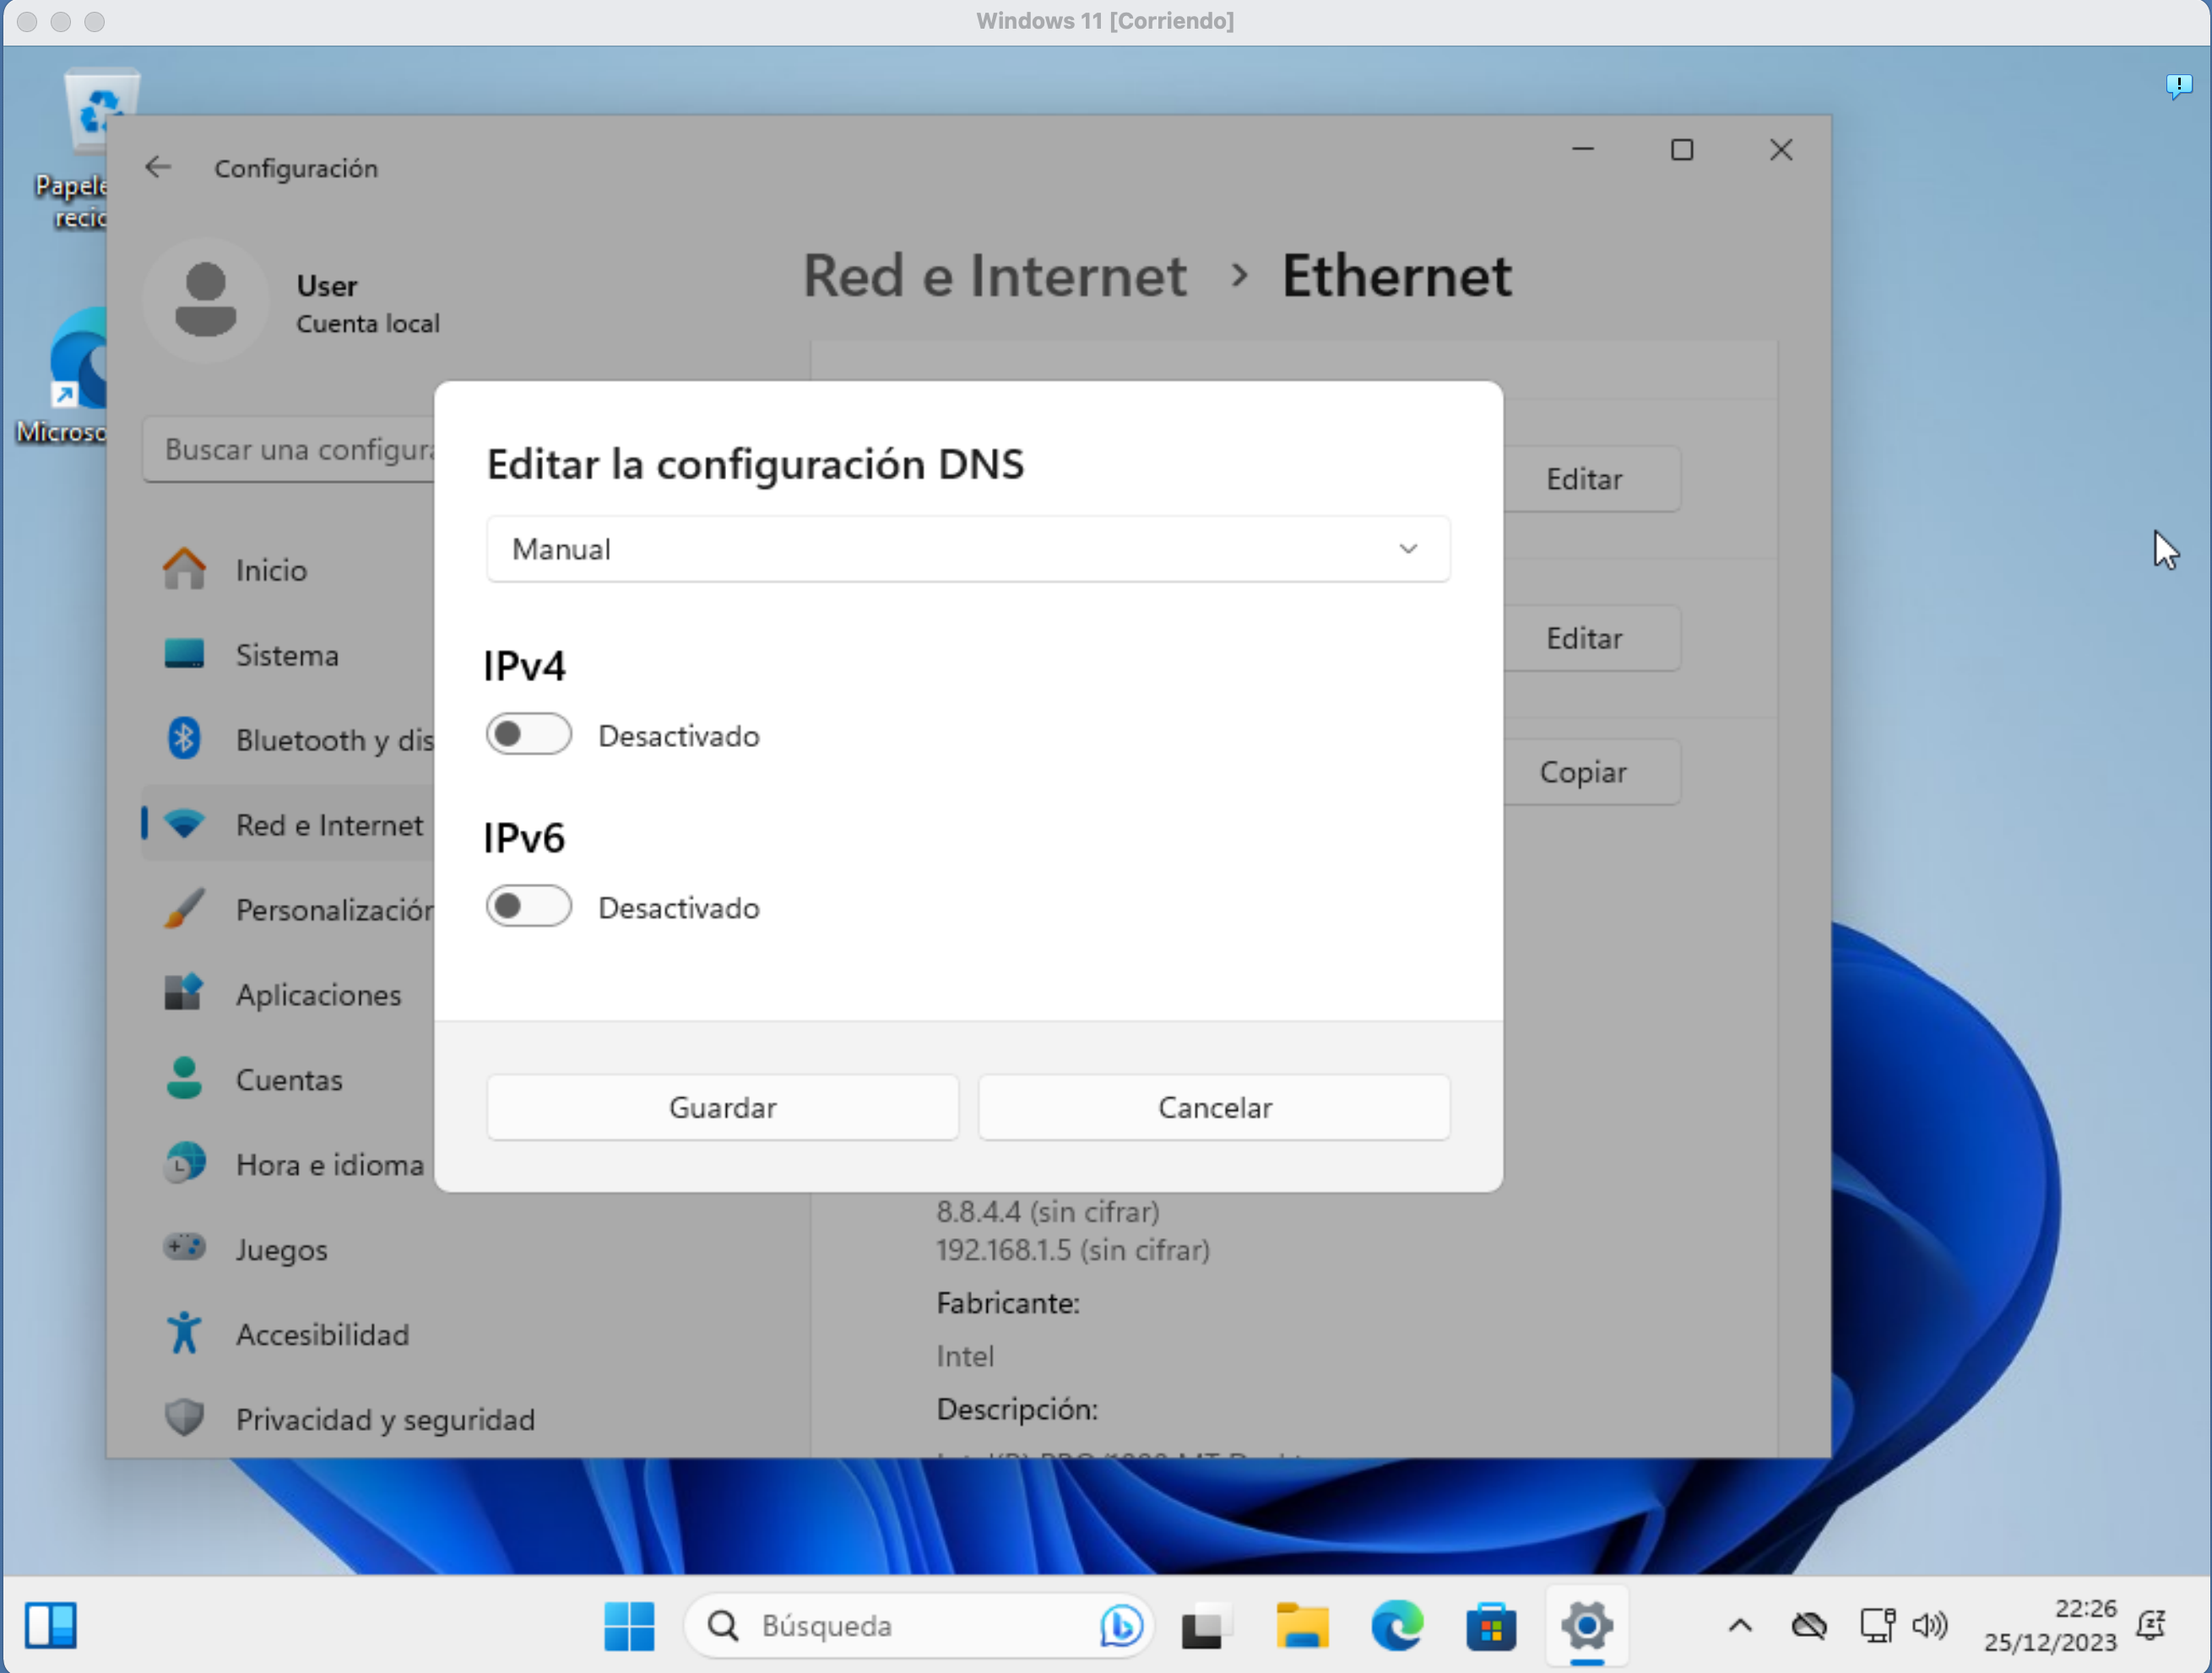 Windows 11 [Corriendo]
Configuración
User
Cuenta local
Red e Internet > Ethernet
Buscar una configura
Editar la configuración DNS
Manual
IPv4
Desactivado
IPv6
Desactivado
Guardar
Cancelar
Editar
Editar
Copiar
Inicio
Sistema
Bluetooth y dis
Red e Internet
Personalización
Aplicaciones
Cuentas
Hora e idioma
Juegos
Accesibilidad
Privacidad y seguridad
8.8.4.4 (sin cifrar)
192.168.1.5 (sin cifrar)
Fabricante:
Intel
Descripción:
Papele
recic
Microso
Búsqueda
22:26
25/12/2023